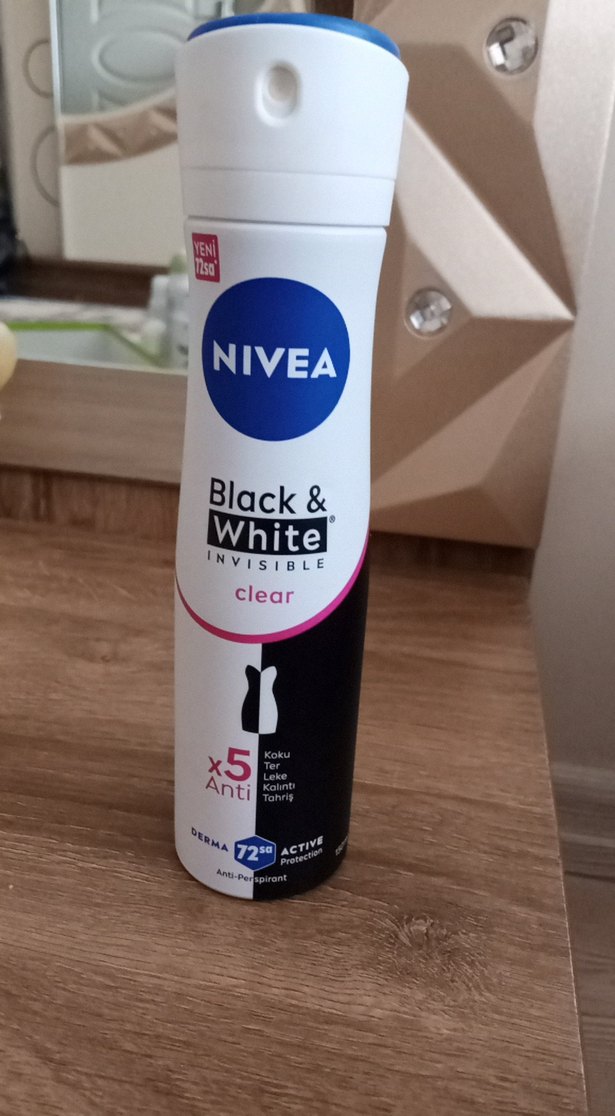 YENİ
72sa*
NIVEA
Black &
White®
INVISIBLE
clear
x5
Anti
Koku
Ter
Leke
Kalıntı
Tahriş
DERMA 72sa ACTIVE
Protection
Anti-Perspirant